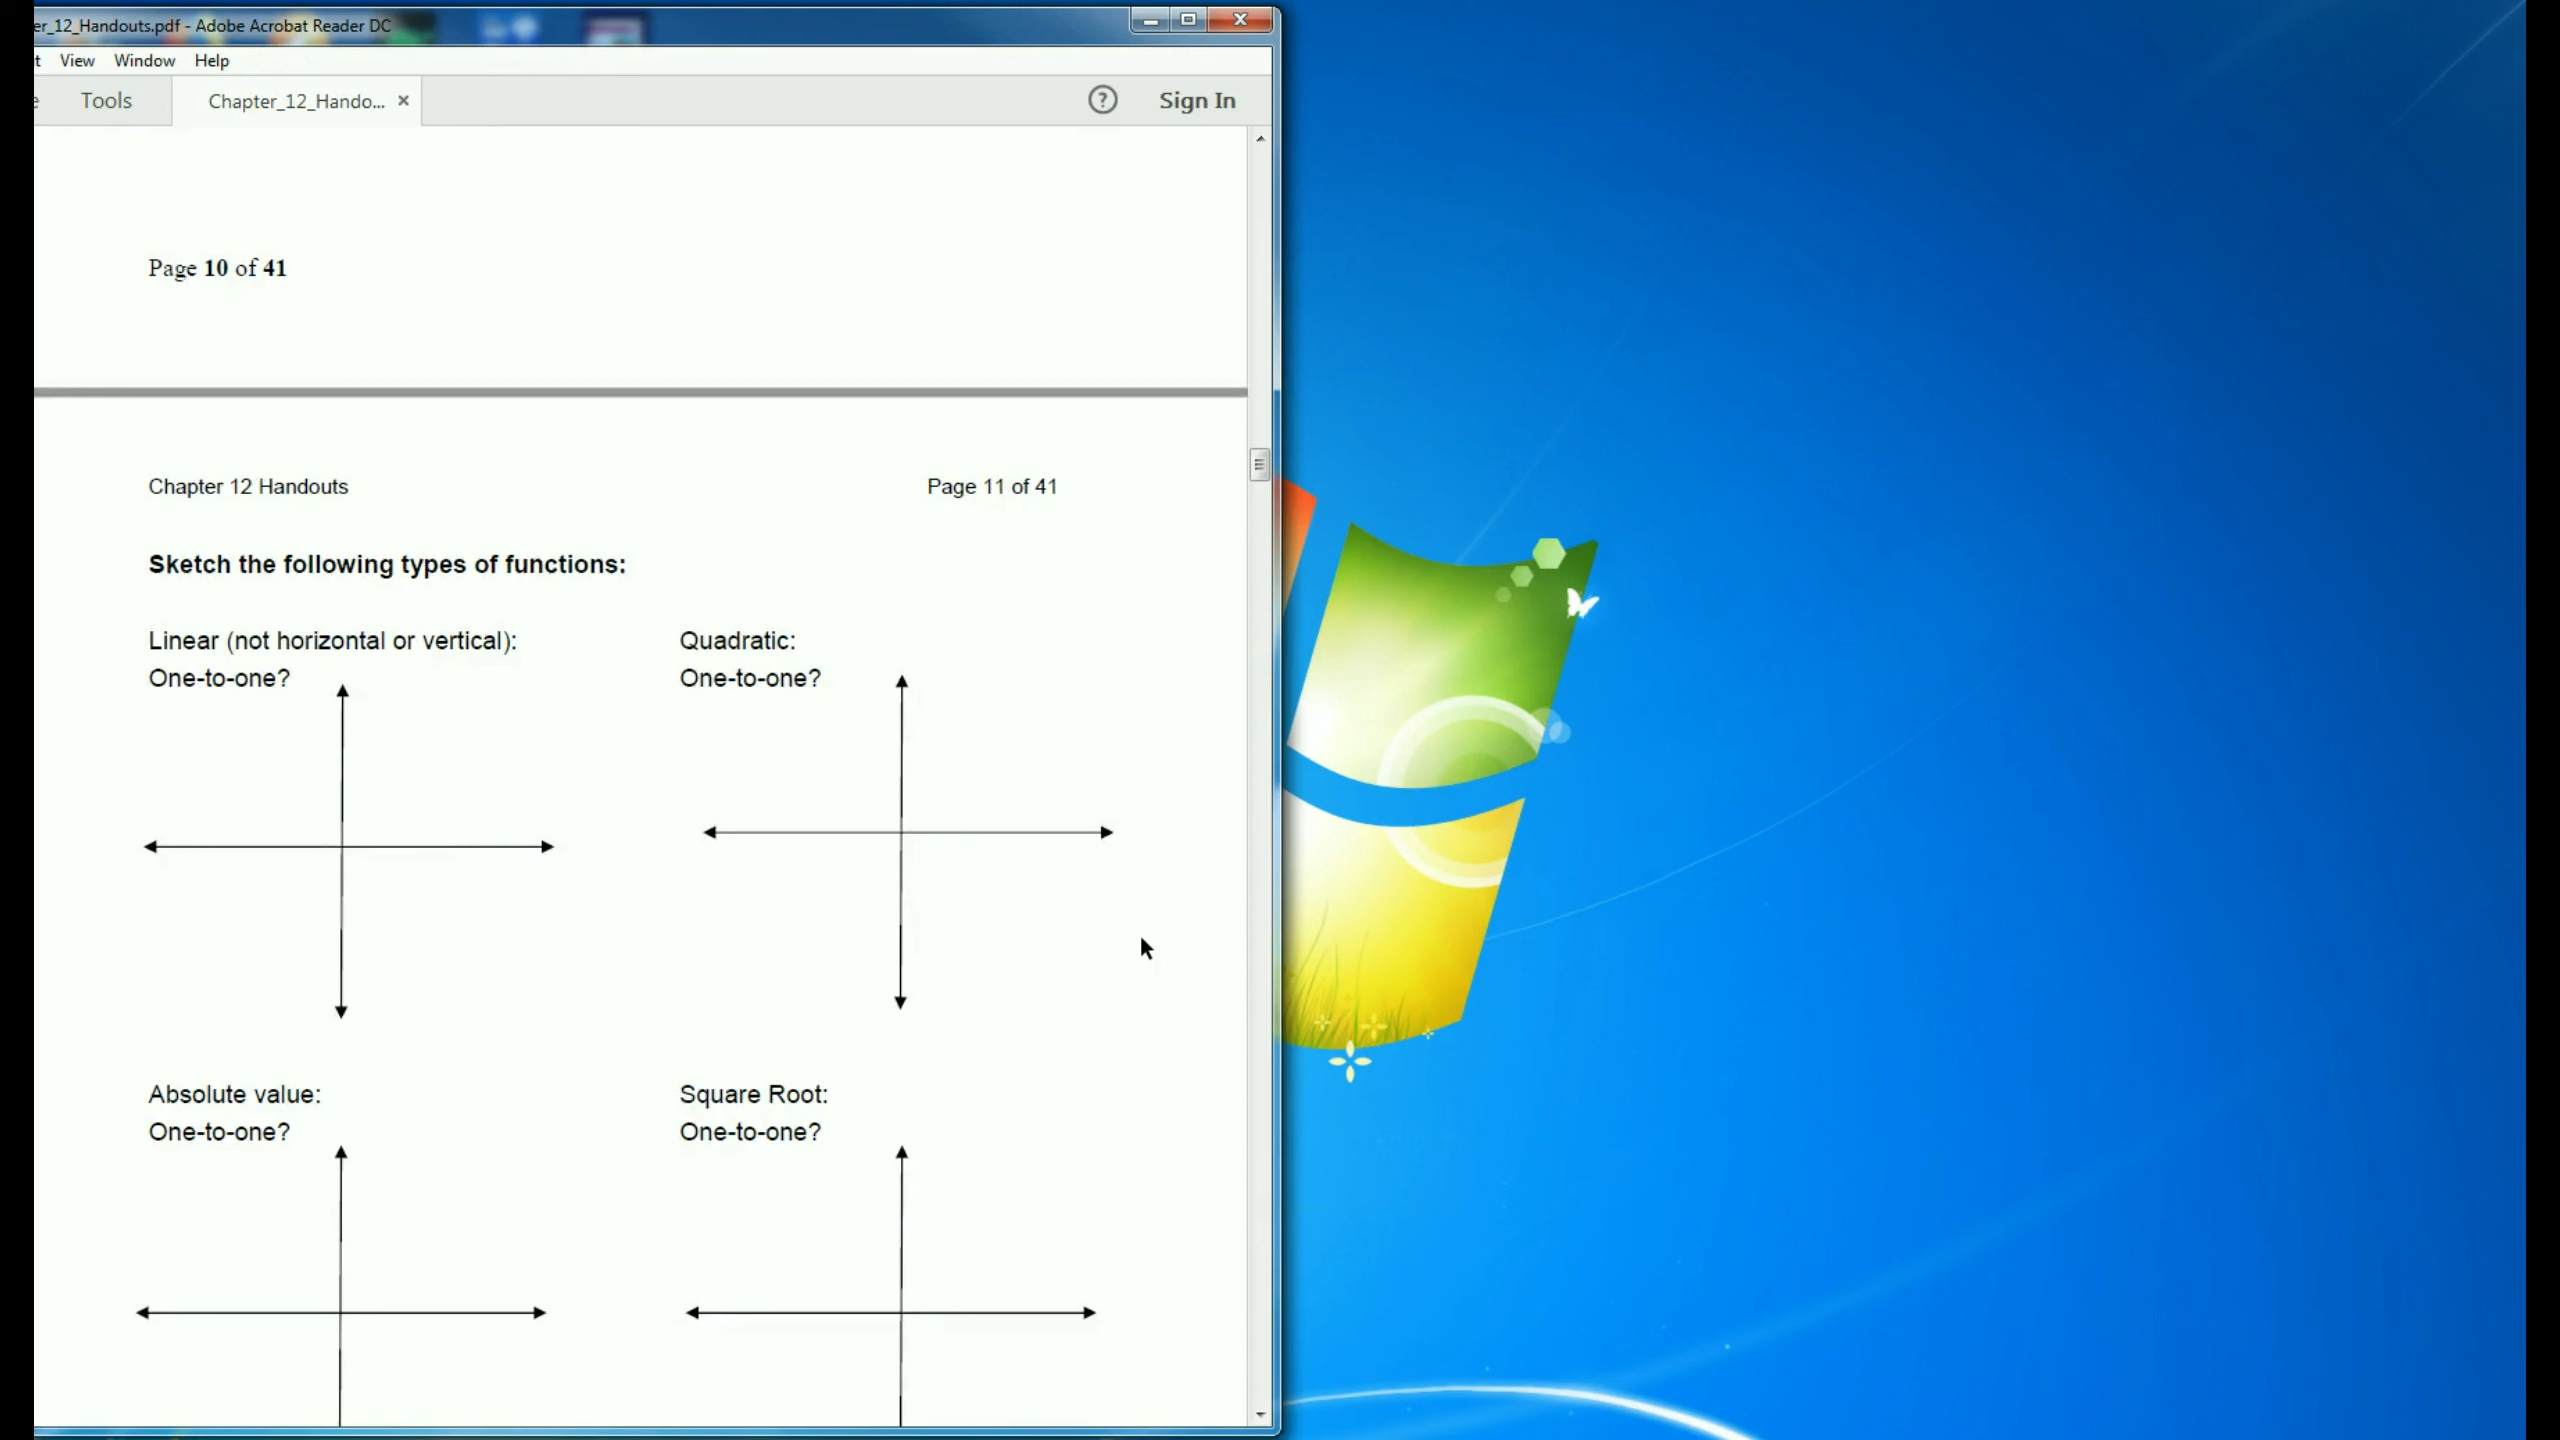 er_12_Handouts.pdf - Adobe Acrobat Reader DC
t View Window Help
e Tools Chapter_12_Hando... × ? Sign In
Page 10 of 41
Chapter 12 Handouts Page 11 of 41
Sketch the following types of functions:
Linear (not horizontal or vertical):
One-to-one?
Quadratic:
One-to-one?
Absolute value:
One-to-one?
Square Root:
One-to-one?